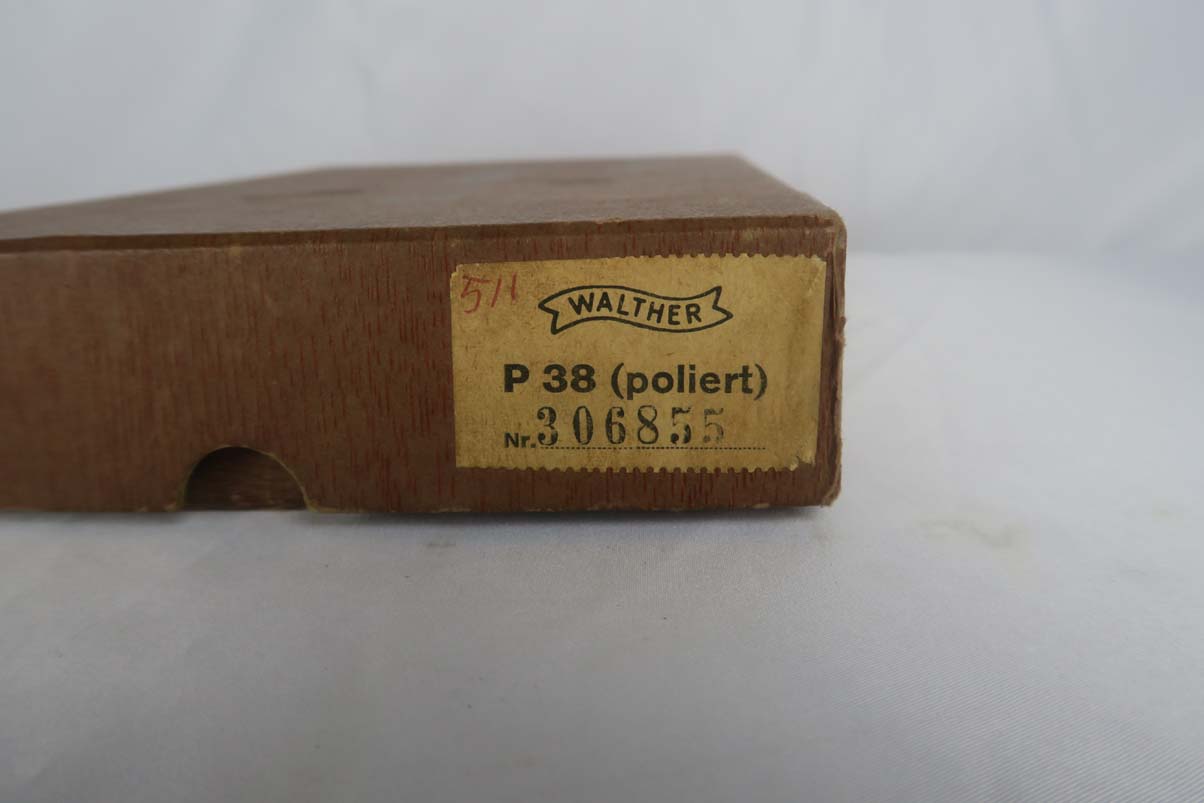 511
WALTHER
P 38 (poliert)
Nr. 306855